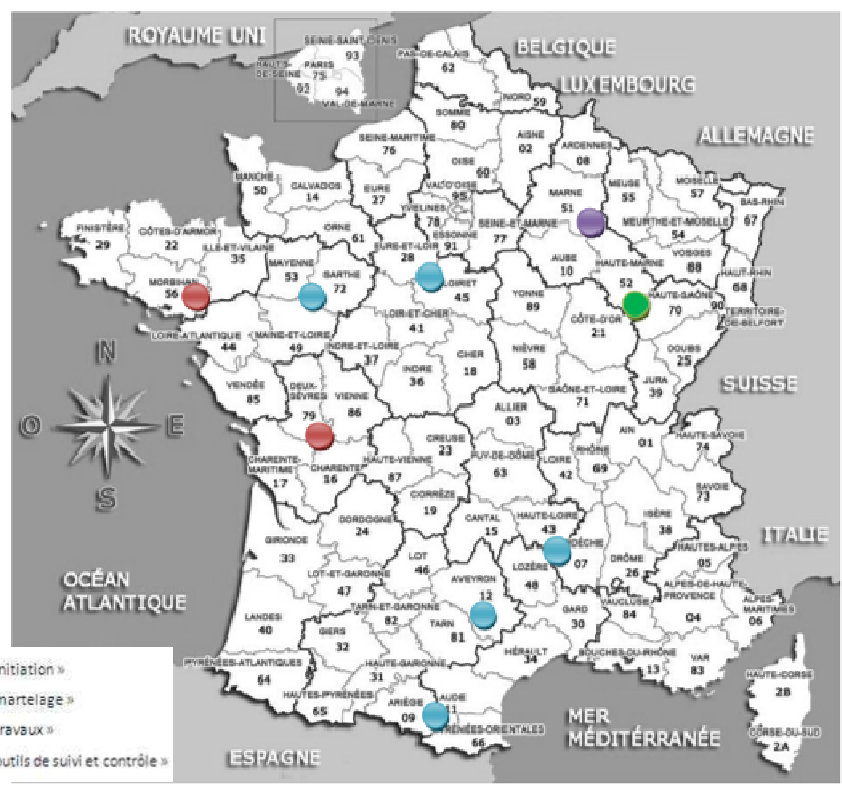 ROYAUME UNI
SEINE-SAINT-DENIS
93
HAUTS-DE-SEINE
92
PARIS
75
94
VAL-DE-MARNE
BELGIQUE
LUXEMBOURG
ALLEMAGNE
PAS-DE-CALAIS
62
NORD
59
SOMME
80
SEINE-MARITIME
76
AISNE
02
ARDENNES
08
OISE
60
MANCHE
50
CALVADOS
14
EURE
27
VAL D'OISE
95
YVELINES
78
ESSONNE
91
SEINE-ET-MARNE
77
MARNE
51
MEUSE
55
MOSELLE
57
BAS-RHIN
67
MEURTHE-ET-MOSELLE
54
FINISTÈRE
29
CÔTES-D'ARMOR
22
ILLE-ET-VILAINE
35
ORNE
61
EURE-ET-LOIR
28
MAYENNE
53
SARTHE
72
AUBE
10
HAUTE-MARNE
52
VOSGES
88
HAUT-RHIN
68
MORBIHAN
56
LOIRET
45
YONNE
89
HAUTE-SAÔNE
70
90
TERRITOIRE-DE-BELFORT
LOIR-ET-CHER
41
CÔTE-D'OR
21
LOIRE-ATLANTIQUE
44
MAINE-ET-LOIRE
49
INDRE-ET-LOIRE
37
CHER
18
NIÈVRE
58
DOUBS
25
N
INDRE
36
SAÔNE-ET-LOIRE
71
JURA
39
SUISSE
VENDÉE
85
DEUX-SÈVRES
79
VIENNE
86
ALLIER
03
O
E
S
CREUSE
23
PUY-DE-DÔME
63
LOIRE
42
RHÔNE
69
AIN
01
HAUTE-SAVOIE
74
CHARENTE-MARITIME
17
CHARENTE
16
HAUTE-VIENNE
87
CORRÈZE
19
SAVOIE
73
ISÈRE
38
DORDOGNE
24
CANTAL
15
HAUTE-LOIRE
43
ITALIE
GIRONDE
33
LOT
46
LOZÈRE
48
DÈCHE
07
DRÔME
26
HAUTES-ALPES
05
OCÉAN
ATLANTIQUE
LOT-ET-GARONNE
47
AVEYRON
12
ALPES-DE-HAUTE-PROVENCE
04
ALPES-MARITIMES
06
LANDES
40
TARN-ET-GARONNE
82
TARN
81
GARD
30
VAUCLUSE
84
GERS
32
HÉRAULT
34
BOUCHES-DU-RHÔNE
13
VAR
83
PYRÉNÉES-ATLANTIQUES
64
HAUTE-GARONNE
31
HAUTES-PYRÉNÉES
65
ARIÈGE
09
AUDE
11
PYRÉNÉES-ORIENTALES
66
HAUTE-CORSE
2B
CORSE-DU-SUD
2A
MER
MÉDITÉRRANÉE
ESPAGNE
nitiation »
martelage »
ravaux »
outils de suivi et contrôle »